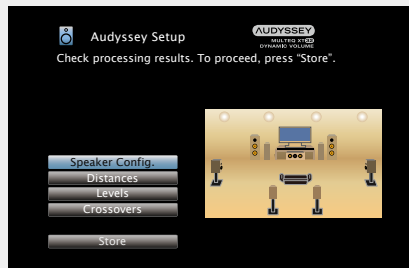 Audyssey Setup
AUDYSSEY
MULTEQ XT32
DYNAMIC VOLUME
Check processing results. To proceed, press “Store”.
Speaker Config.
Distances
Levels
Crossovers
Store